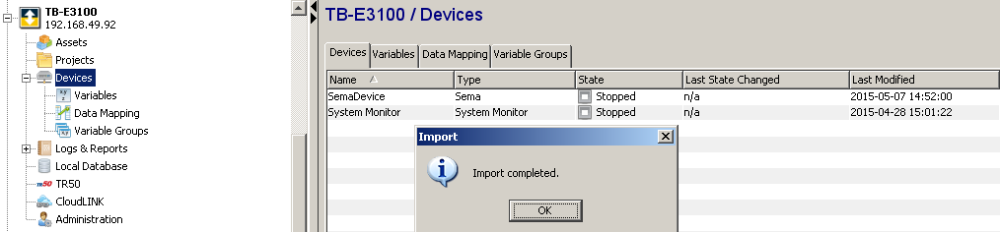 TB-E3100
192.168.49.92
Assets
Projects
Devices
Variables
Data Mapping
Variable Groups
Logs & Reports
Local Database
TR50 TR50
CloudLINK
Administration
TB-E3100 / Devices
Devices Variables Data Mapping Variable Groups
Name Type State Last State Changed Last Modified
SemaDevice Sema Stopped n/a 2015-05-07 14:52:00
System Monitor System Monitor Stopped n/a 2015-04-28 15:01:22
Import
Import completed.
OK